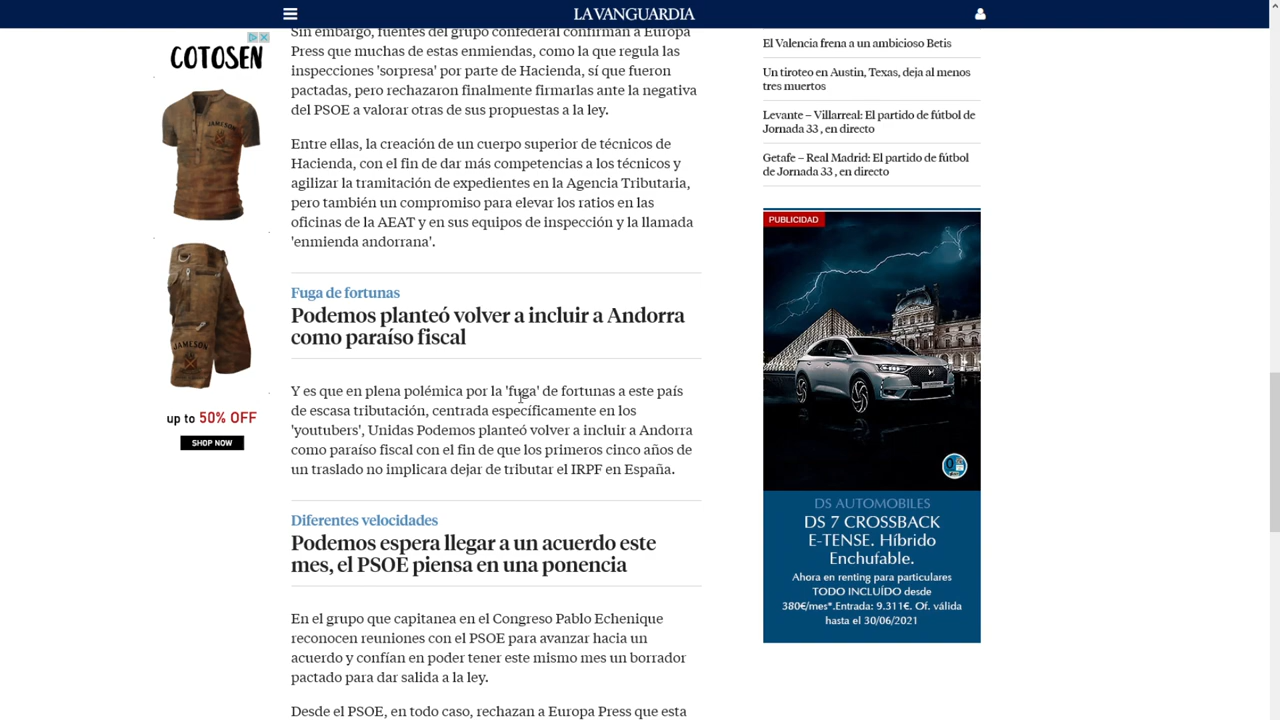 LA VANGUARDIA
COTOSEN
JAMESON
JAMESON
up to 50% OFF
SHOP NOW
Sin embargo, fuentes del grupo confederal confirman a Europa
Press que muchas de estas enmiendas, como la que regula las
inspecciones 'sorpresa' por parte de Hacienda, sí que fueron
pactadas, pero rechazaron finalmente firmarlas ante la negativa
del PSOE a valorar otras de sus propuestas a la ley.
Entre ellas, la creación de un cuerpo superior de técnicos de
Hacienda, con el fin de dar más competencias a los técnicos y
agilizar la tramitación de expedientes en la Agencia Tributaria,
pero también un compromiso para elevar los ratios en las
oficinas de la AEAT y en sus equipos de inspección y la llamada
'enmienda andorrana'.
Fuga de fortunas
Podemos planteó volver a incluir a Andorra
como paraíso fiscal
Y es que en plena polémica por la 'fuga' de fortunas a este país
de escasa tributación, centrada específicamente en los
'youtubers', Unidas Podemos planteó volver a incluir a Andorra
como paraíso fiscal con el fin de que los primeros cinco años de
un traslado no implicara dejar de tributar el IRPF en España.
Diferentes velocidades
Podemos espera llegar a un acuerdo este
mes, el PSOE piensa en una ponencia
En el grupo que capitanea en el Congreso Pablo Echenique
reconocen reuniones con el PSOE para avanzar hacia un
acuerdo y confían en poder tener este mismo mes un borrador
pactado para dar salida a la ley.
Desde el PSOE, en todo caso, rechazan a Europa Press que esta
El Valencia frena a un ambicioso Betis
Un tiroteo en Austin, Texas, deja al menos
tres muertos
Levante – Villarreal: El partido de fútbol de
Jornada 33 , en directo
Getafe – Real Madrid: El partido de fútbol
de Jornada 33 , en directo
PUBLICIDAD
DS AUTOMOBILES
DS 7 CROSSBACK
E-TENSE. Híbrido
Enchufable.
Ahora en renting para particulares
TODO INCLUÍDO desde
380€/mes*.Entrada: 9.311€. Of. válida
hasta el 30/06/2021